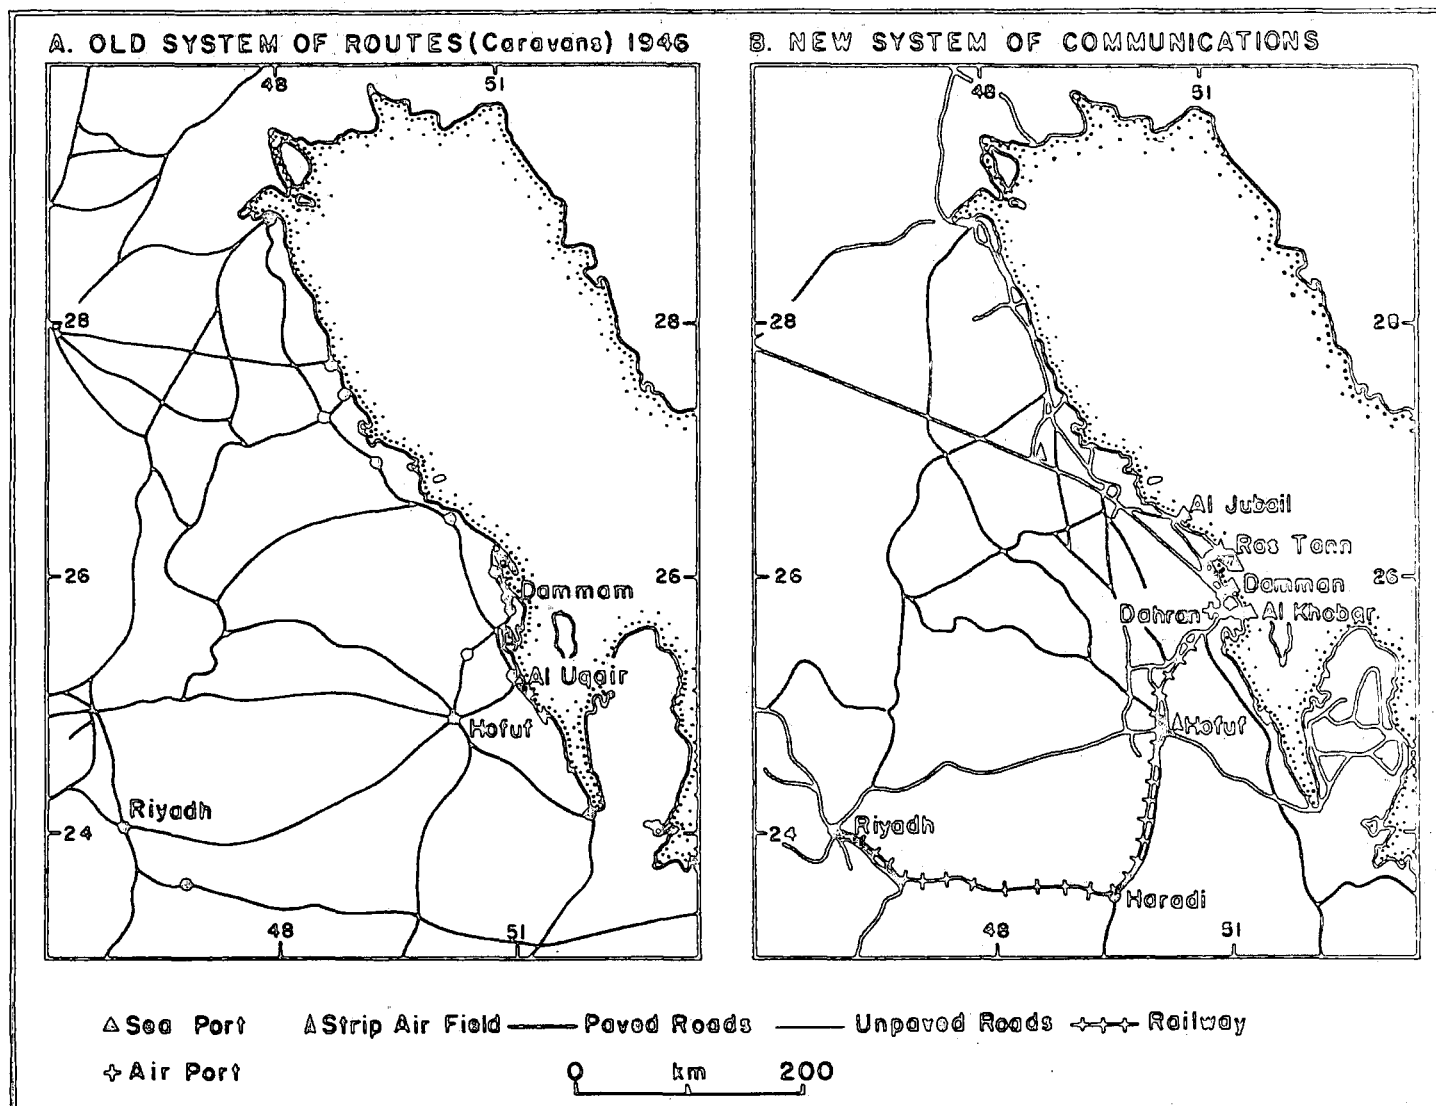 A. OLD SYSTEM OF ROUTES (Caravans) 1946
48
51
28
28
26
26
Dammam
Al Uqair
Hofuf
Riyadh
24
48
51
B. NEW SYSTEM OF COMMUNICATIONS
48
51
28
28
Al Jubail
Ras Tann
26
26
Damman
Dahran
Al Khobar
Hofuf
24
Riyadh
Haradi
48
51
Sea Port
Strip Air Field
Paved Roads
Unpaved Roads
Railway
Air Port
0 km 200